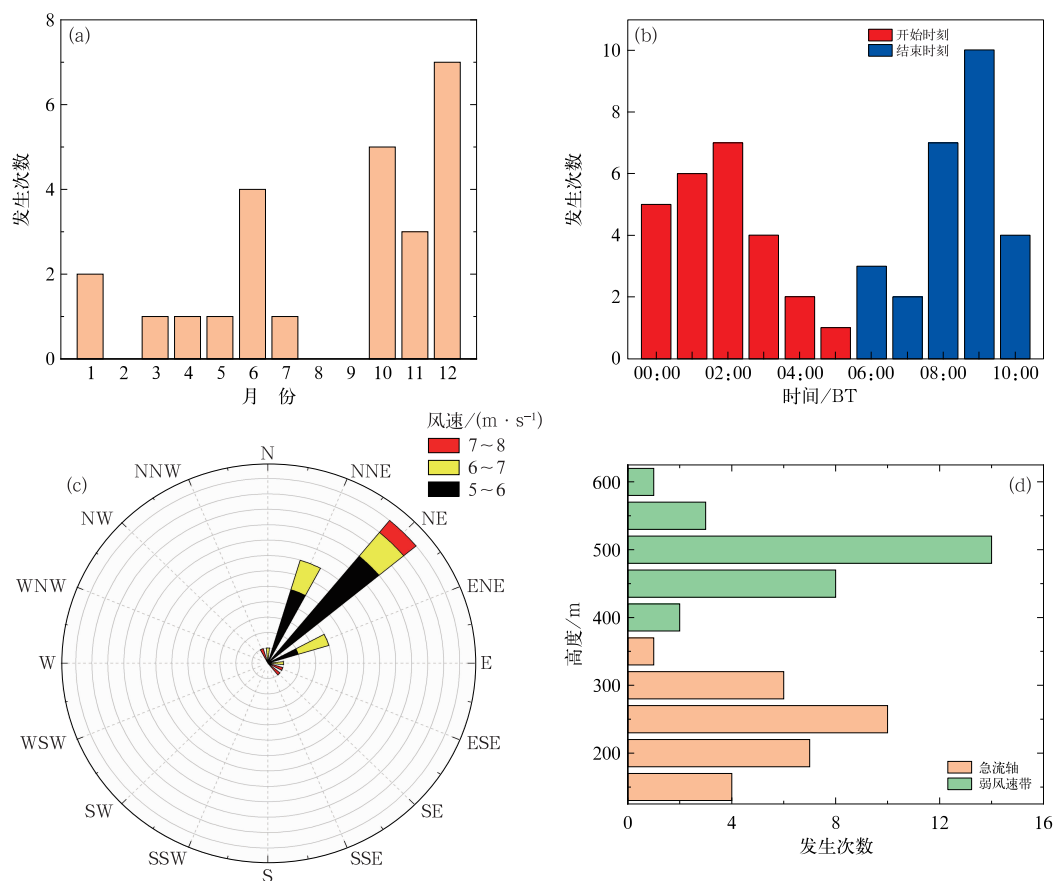 (a)
8
6
4
2
0
发生次数
1 2 3 4 5 6 7 8 9 10 11 12
月 份
(b)
开始时刻
结束时刻
10
8
6
4
2
0
发生次数
00:00 02:00 04:00 06:00 08:00 10:00
时间/BT
(c)
风速/(m · s⁻¹)
7～8
6～7
5～6
N
NNE
NE
ENE
E
ESE
SE
SSE
S
SSW
SW
WSW
W
WNW
NW
NNW
(d)
600
500
400
300
200
高度/m
急流轴
弱风速带
0 4 8 12 16
发生次数